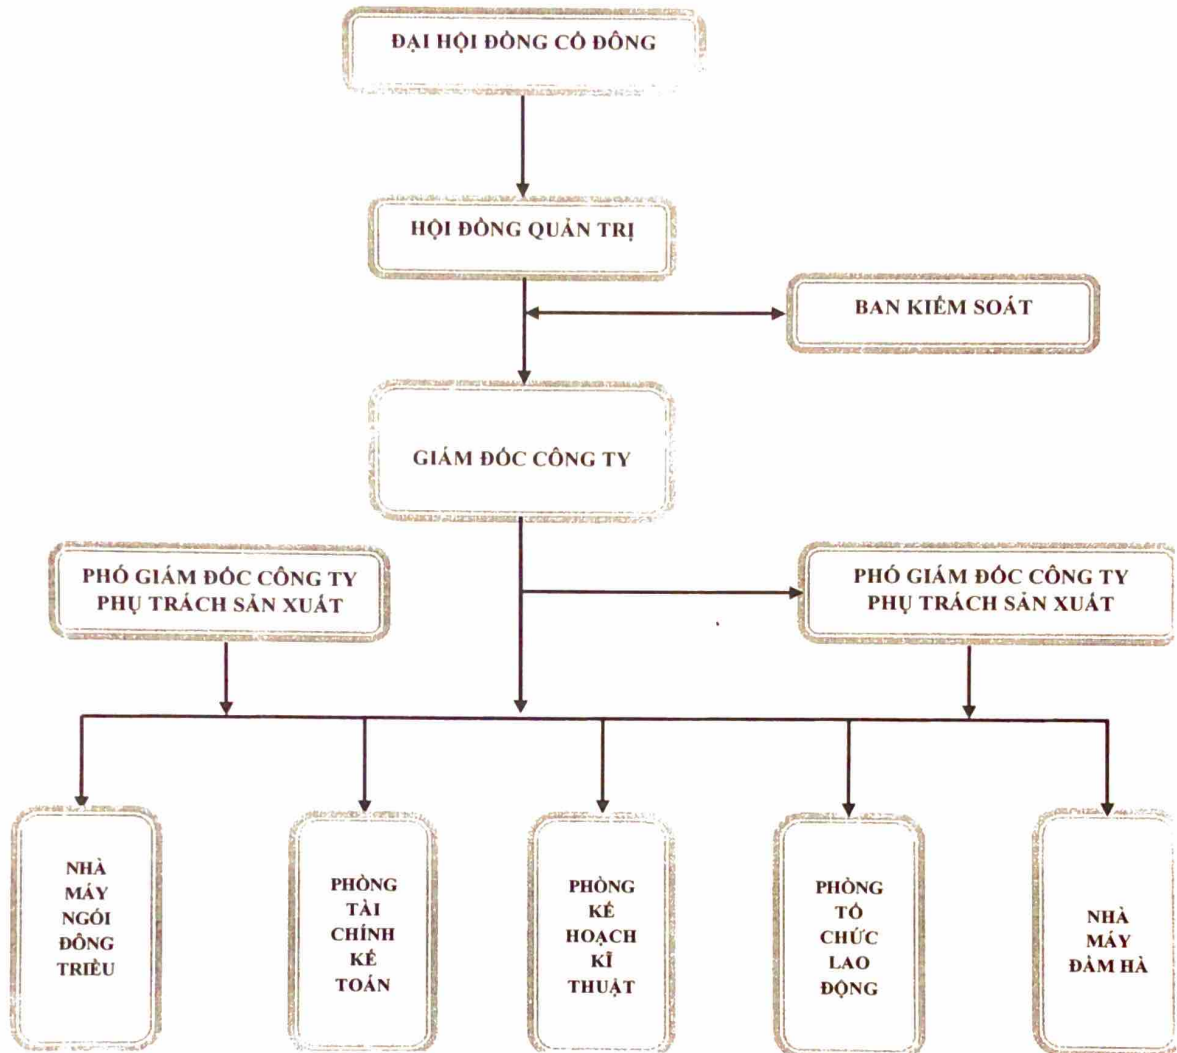 ĐẠI HỘI ĐỒNG CỔ ĐÔNG
HỘI ĐỒNG QUẢN TRỊ
BAN KIỂM SOÁT
GIÁM ĐỐC CÔNG TY
PHÓ GIÁM ĐỐC CÔNG TY
PHỤ TRÁCH SẢN XUẤT
PHÓ GIÁM ĐỐC CÔNG TY
PHỤ TRÁCH SẢN XUẤT
NHÀ
MÁY
NGÓI
ĐÔNG
TRIỀU
PHÒNG
TÀI
CHÍNH
KẾ
TOÁN
PHÒNG
KẾ
HOẠCH
KĨ
THUẬT
PHÒNG
TỔ
CHỨC
LAO
ĐỘNG
NHÀ
MÁY
ĐẦM HÀ